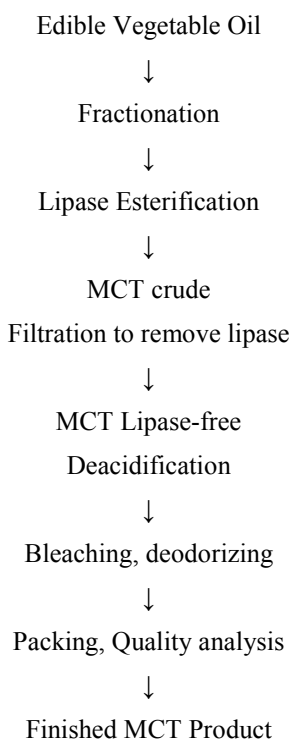 Edible Vegetable Oil
↓
Fractionation
↓
Lipase Esterification
↓
MCT crude
Filtration to remove lipase
↓
MCT Lipase-free
Deacidification
↓
Bleaching, deodorizing
↓
Packing, Quality analysis
↓
Finished MCT Product